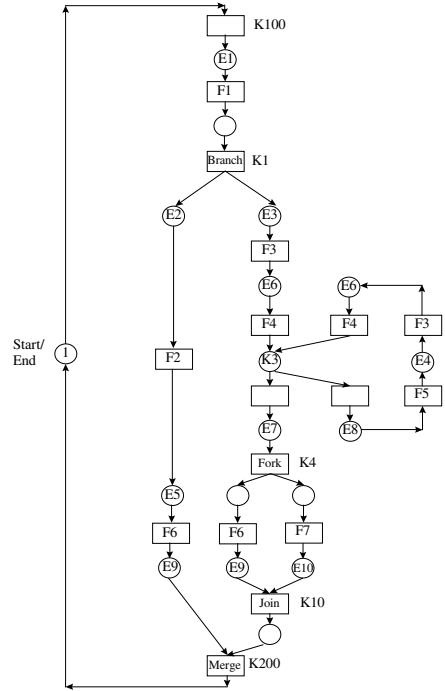 K100
E1
F1
Branch K1
E2 E3
F3
E6 E6
F4 F4 F3
Start/
End
1
F2
K3 E4
F5
E7 E8
Fork K4
E5
F6 F6 F7
E9 E9 E10
Join K10
Merge K200